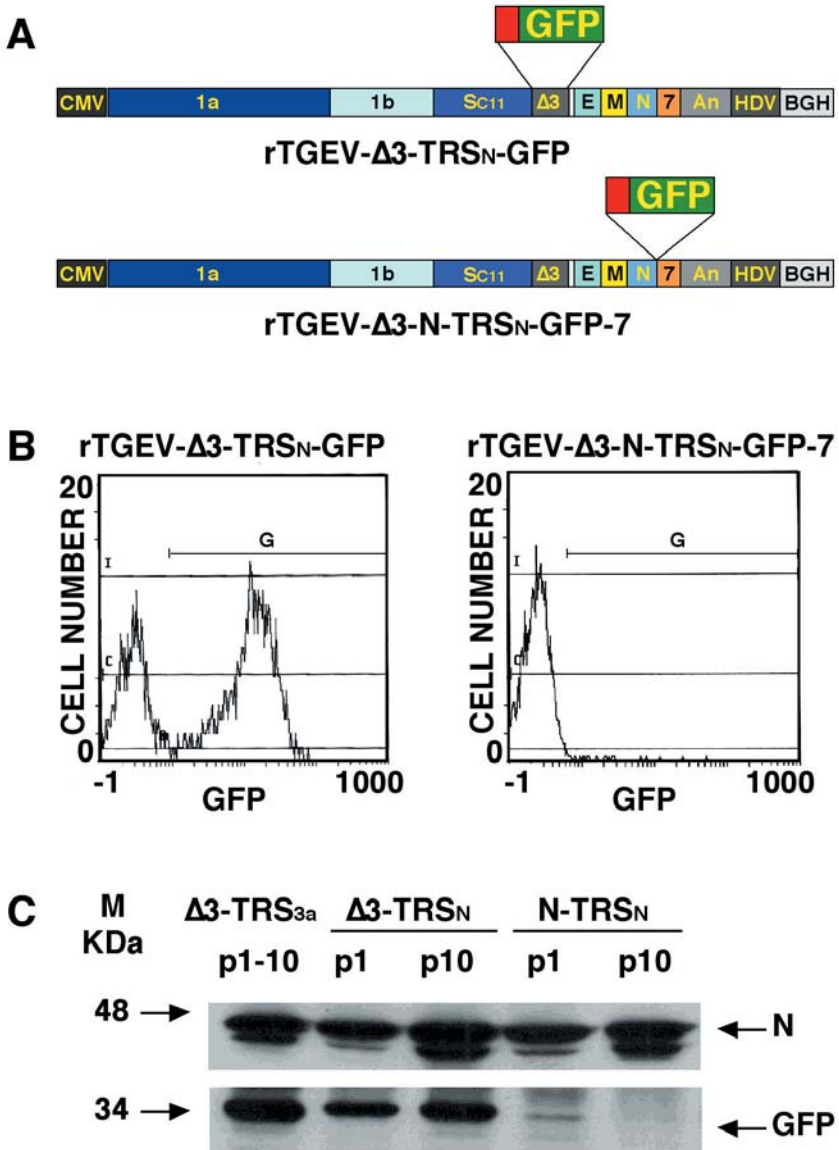 A
GFP
CMV 1a 1b SC11 Δ3 E M N 7 An HDV BGH
rTGEV-Δ3-TRSN-GFP
GFP
CMV 1a 1b SC11 Δ3 E M N 7 An HDV BGH
rTGEV-Δ3-N-TRSN-GFP-7
B
rTGEV-Δ3-TRSN-GFP
20
CELL NUMBER
0
G
I
C
-1 1000
GFP
rTGEV-Δ3-N-TRSN-GFP-7
20
CELL NUMBER
0
G
I
C
-1 1000
GFP
C
M Δ3-TRS3a Δ3-TRSN N-TRSN
KDa
p1-10 p1 p10 p1 p10
48 N
34 GFP